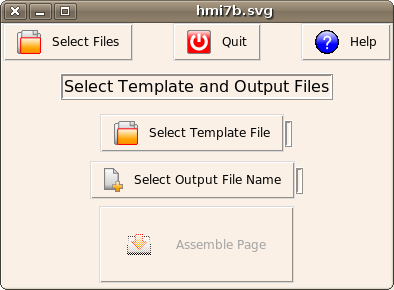 hmi7b.svg
Select Files
Quit
Help
Select Template and Output Files
Select Template File
Select Output File Name
Assemble Page